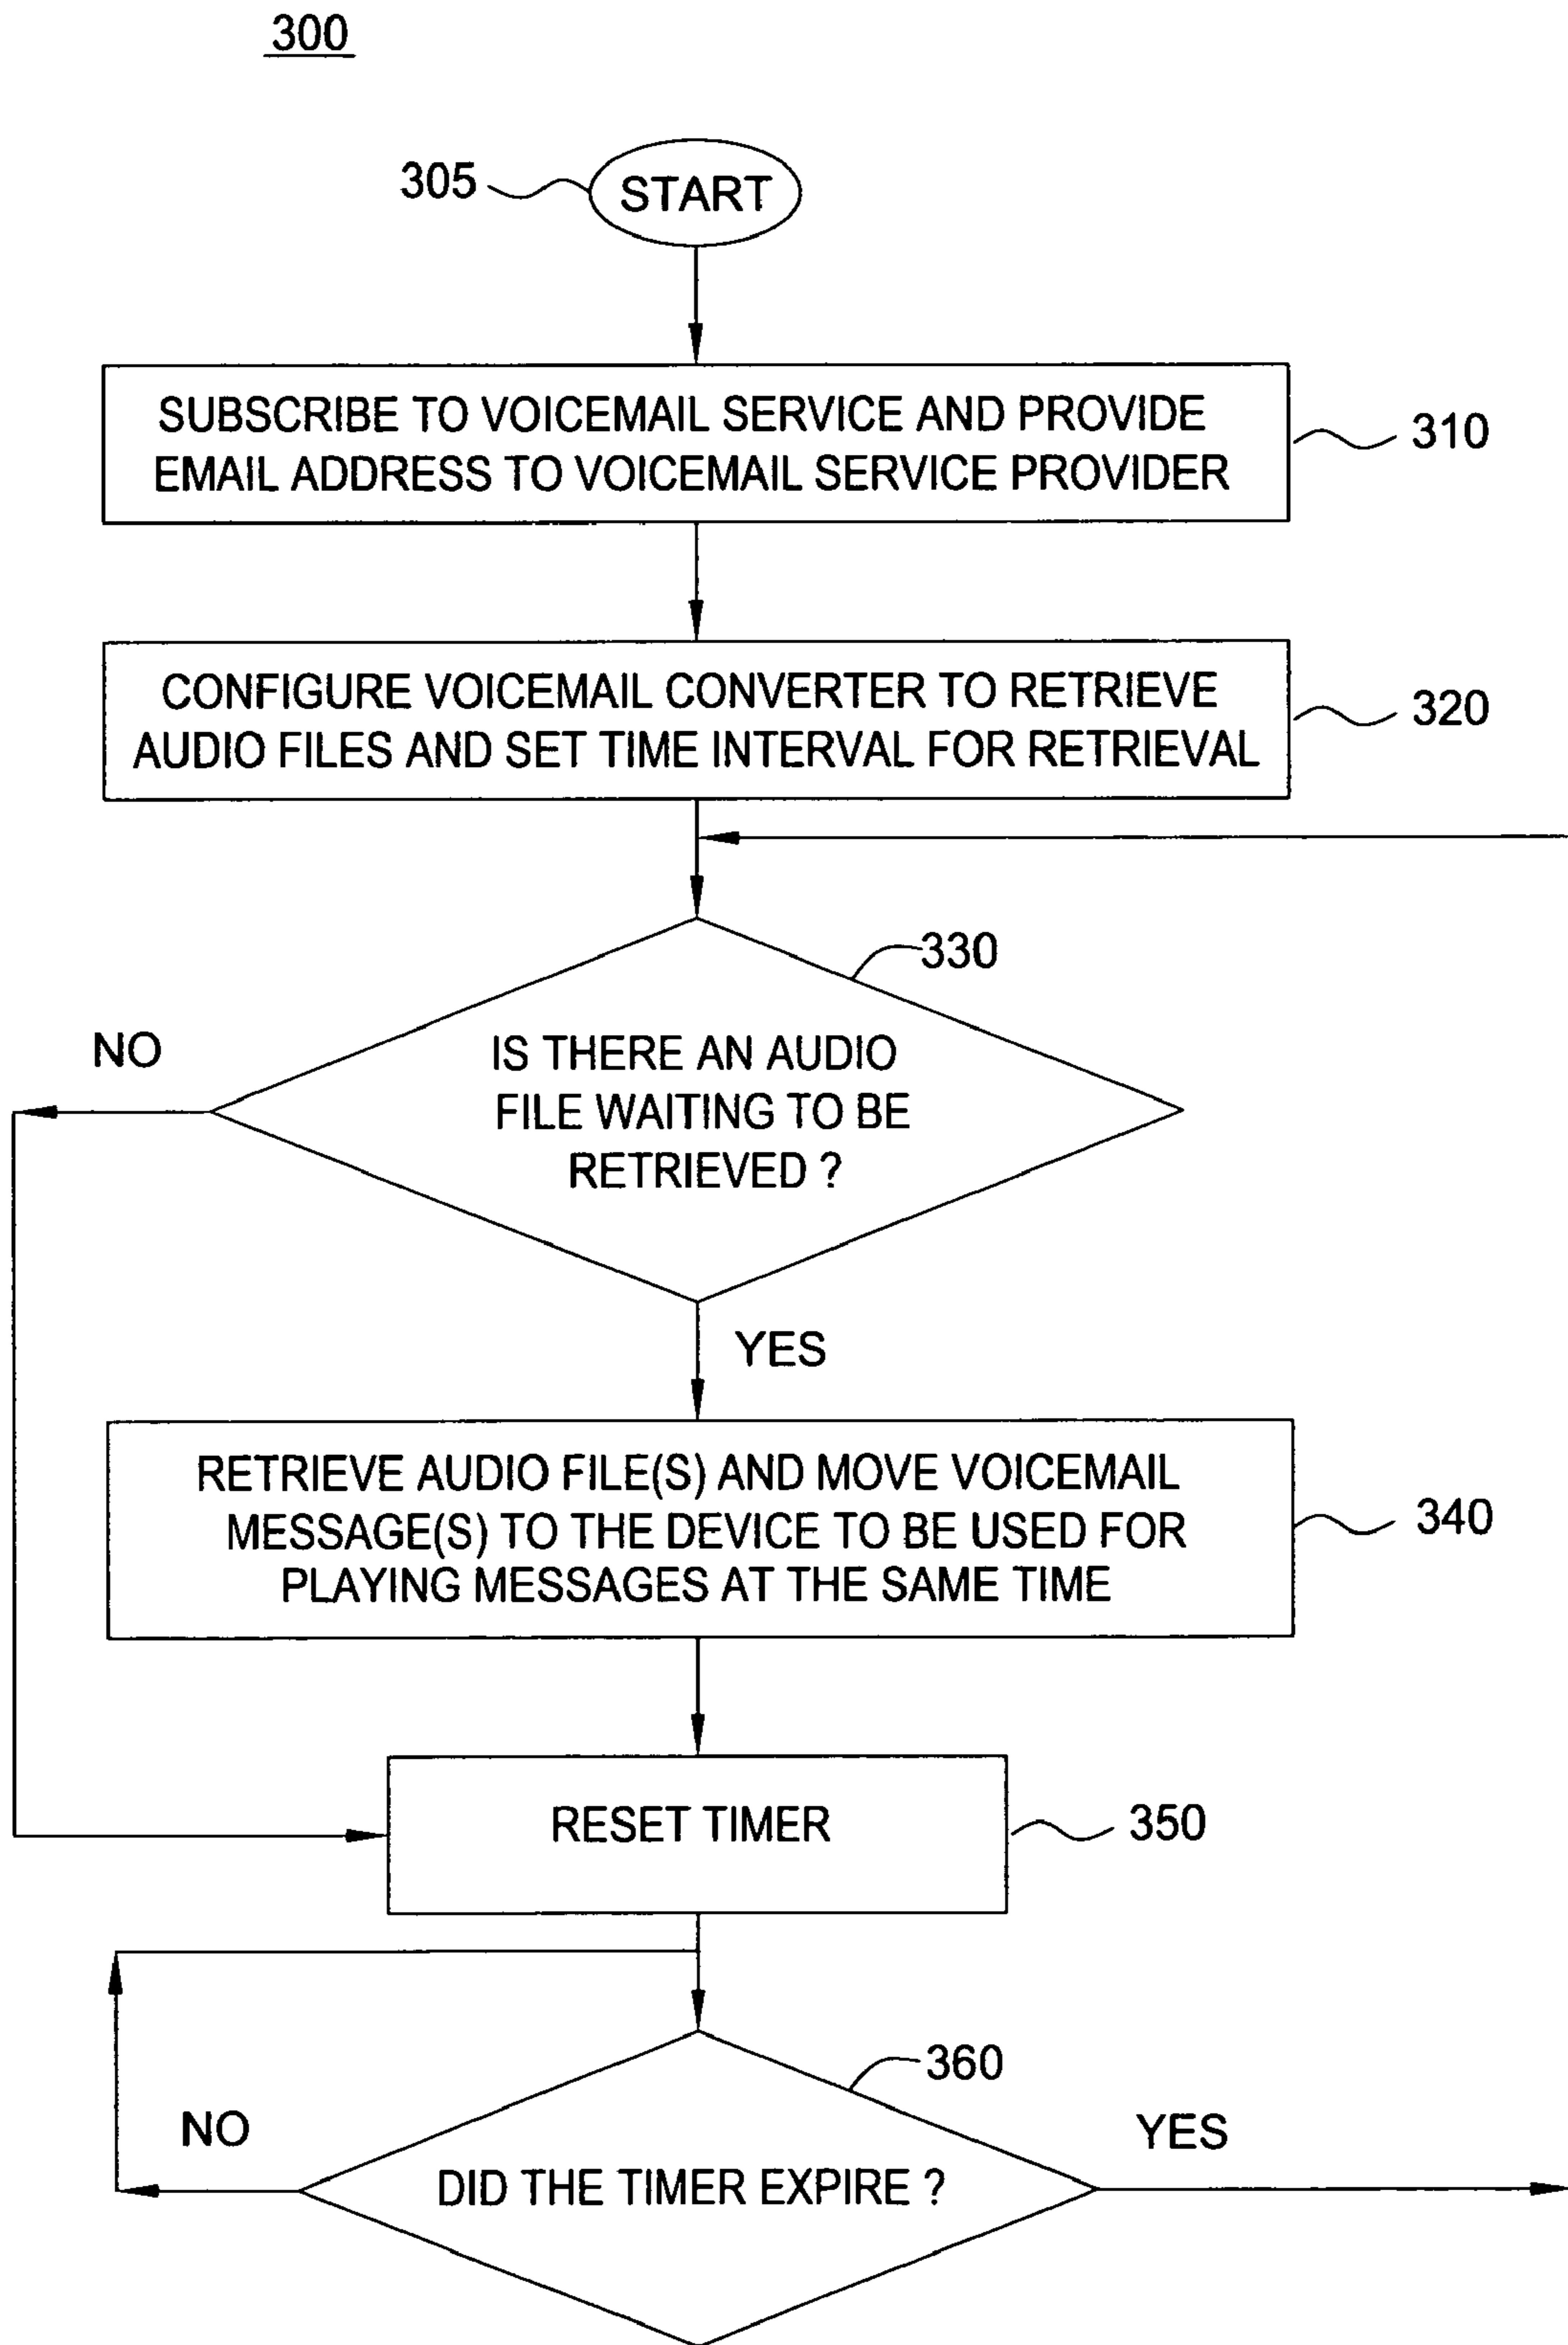 300
305
START
SUBSCRIBE TO VOICEMAIL SERVICE AND PROVIDE
EMAIL ADDRESS TO VOICEMAIL SERVICE PROVIDER
310
CONFIGURE VOICEMAIL CONVERTER TO RETRIEVE
AUDIO FILES AND SET TIME INTERVAL FOR RETRIEVAL
320
330
NO
IS THERE AN AUDIO
FILE WAITING TO BE
RETRIEVED ?
YES
RETRIEVE AUDIO FILE(S) AND MOVE VOICEMAIL
MESSAGE(S) TO THE DEVICE TO BE USED FOR
PLAYING MESSAGES AT THE SAME TIME
340
RESET TIMER
350
360
NO
YES
DID THE TIMER EXPIRE ?